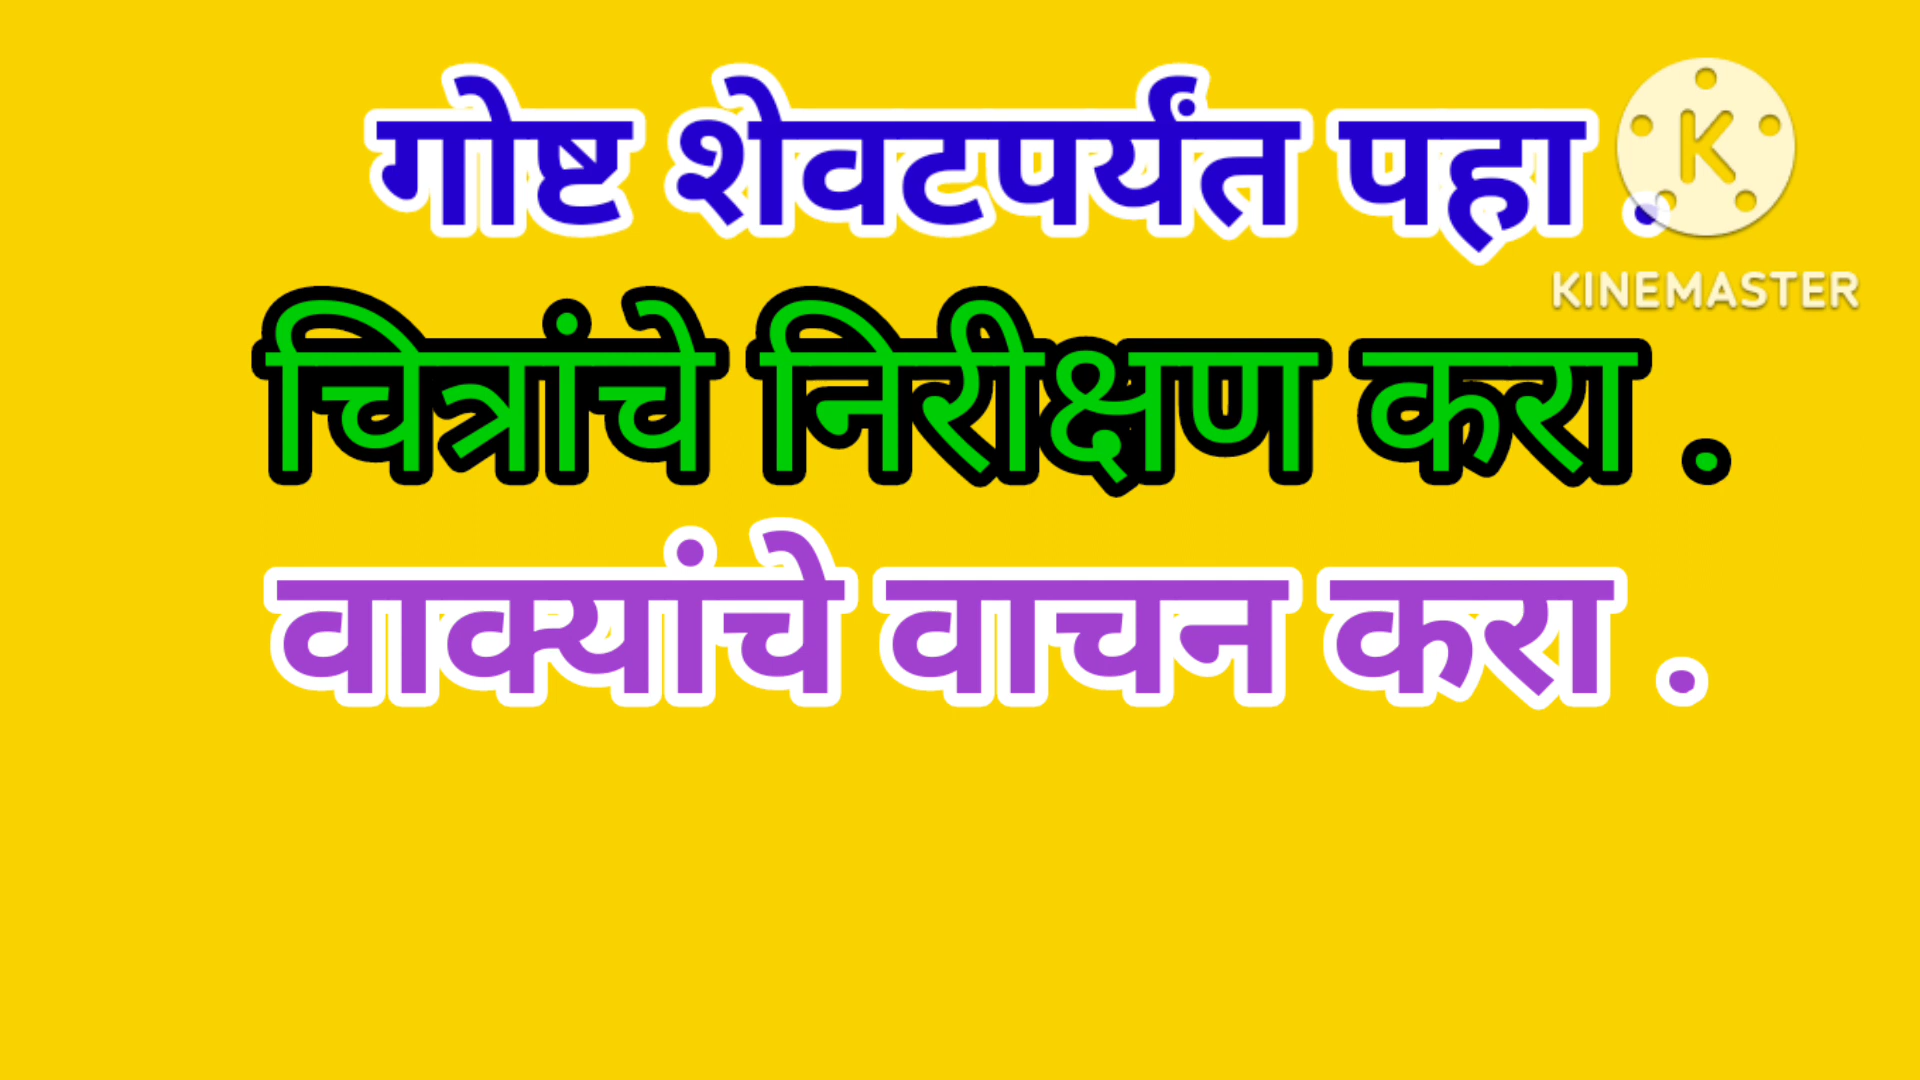 गोष्ट शेवटपर्यंत पहा .
K
KINEMASTER
चित्रांचे निरीक्षण करा .
वाक्यांचे वाचन करा .